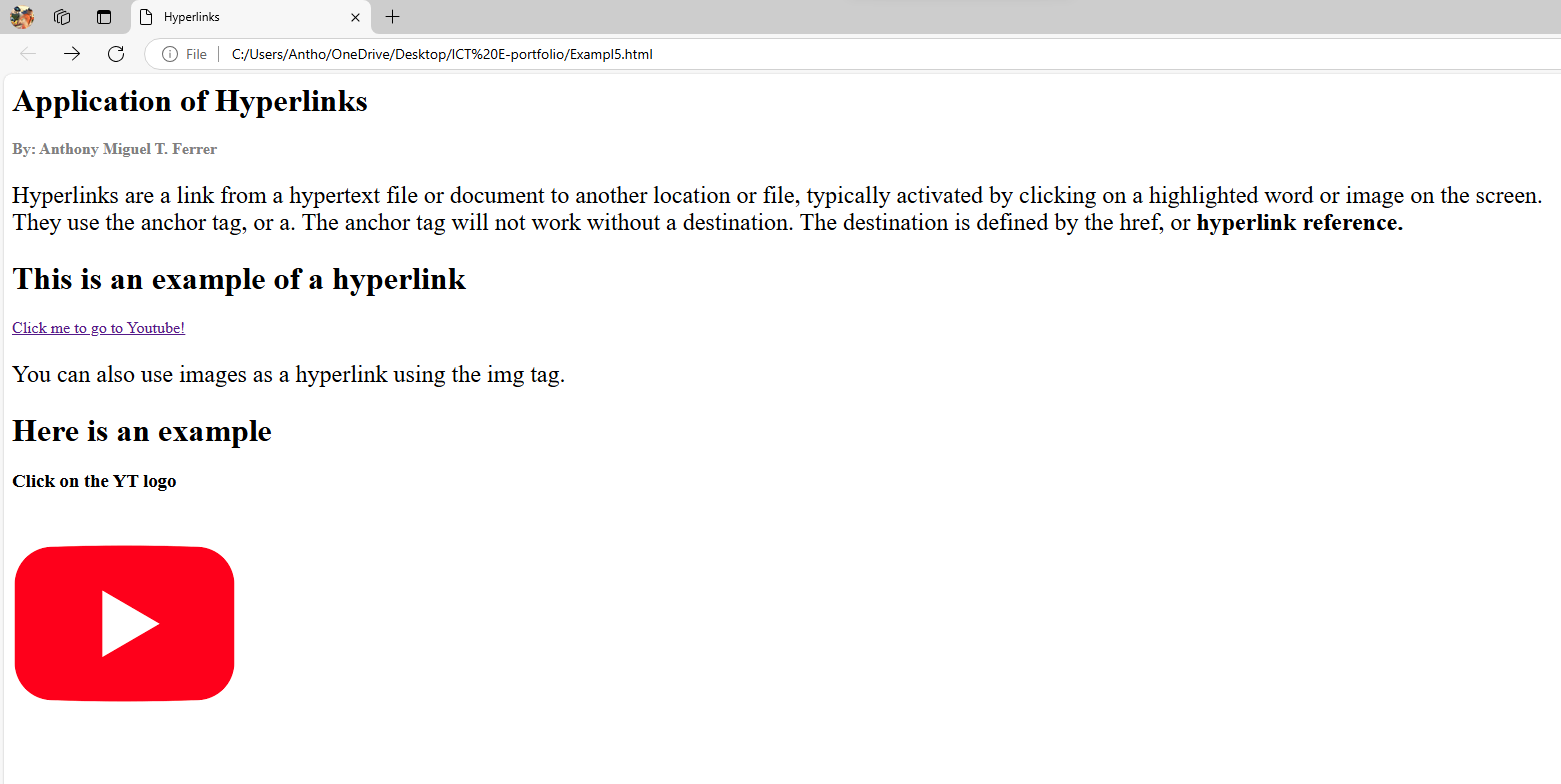 Hyperlinks
File
C:/Users/Antho/OneDrive/Desktop/ICT%20E-portfolio/Exampl5.html
Application of Hyperlinks
By: Anthony Miguel T. Ferrer
Hyperlinks are a link from a hypertext file or document to another location or file, typically activated by clicking on a highlighted word or image on the screen.
They use the anchor tag, or a. The anchor tag will not work without a destination. The destination is defined by the href, or hyperlink reference.
This is an example of a hyperlink
Click me to go to Youtube!
You can also use images as a hyperlink using the img tag.
Here is an example
Click on the YT logo